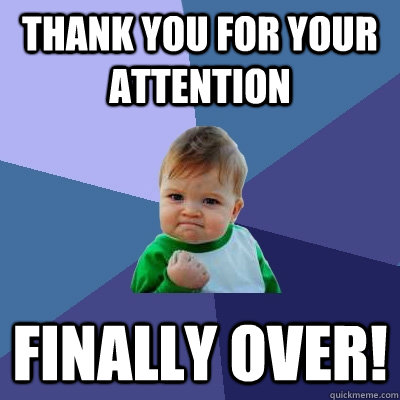 THANK YOU FOR YOUR
ATTENTION
FINALLY OVER!
quickmeme.com